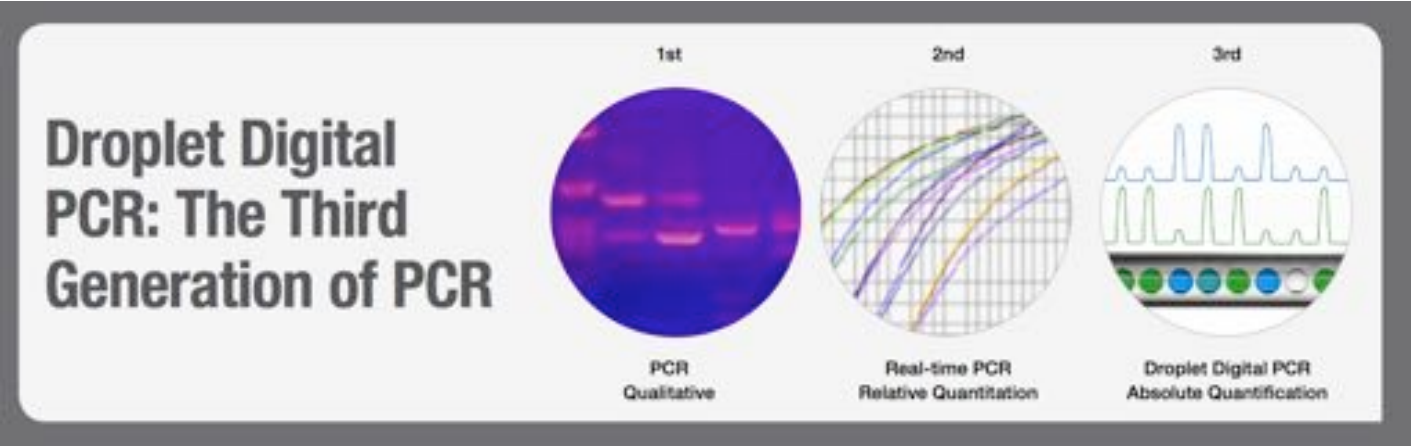 Droplet Digital
PCR: The Third
Generation of PCR
1st
PCR
Qualitative
2nd
Real-time PCR
Relative Quantitation
3rd
Droplet Digital PCR
Absolute Quantification